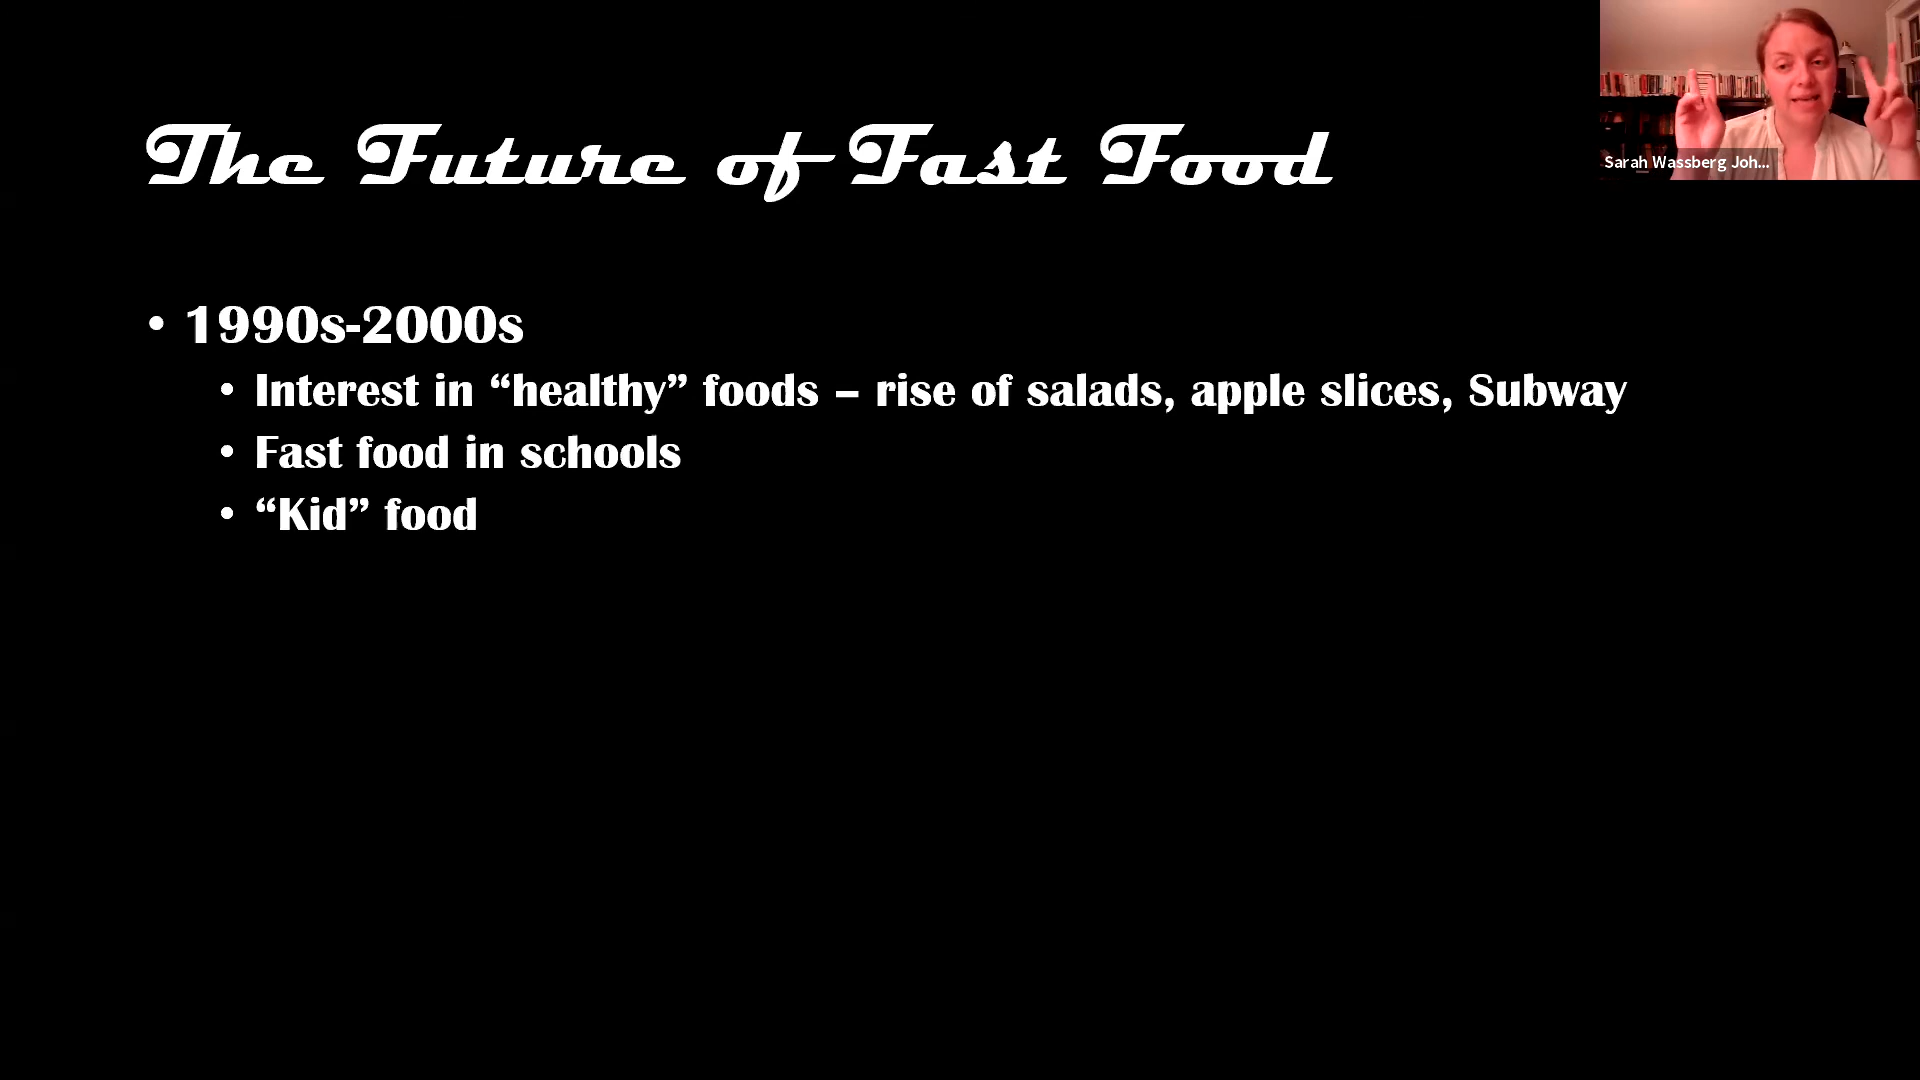 The Future of Fast Food
Sarah Wassberg Joh...
• 1990s-2000s
• Interest in “healthy” foods – rise of salads, apple slices, Subway
• Fast food in schools
• “Kid” food